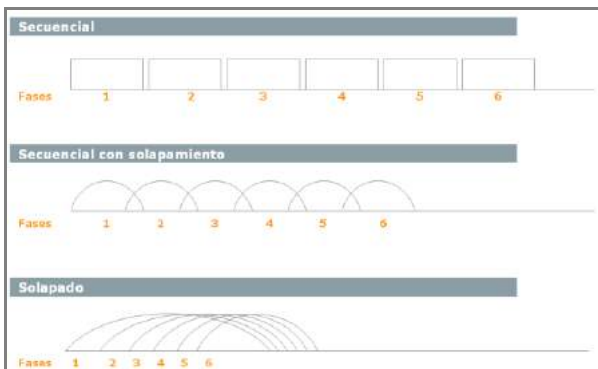 Secuencial
Fases 1 2 3 4 5 6
Secuencial con solapamiento
Fases 1 2 3 4 5 6
Solapado
Fases 1 2 3 4 5 6